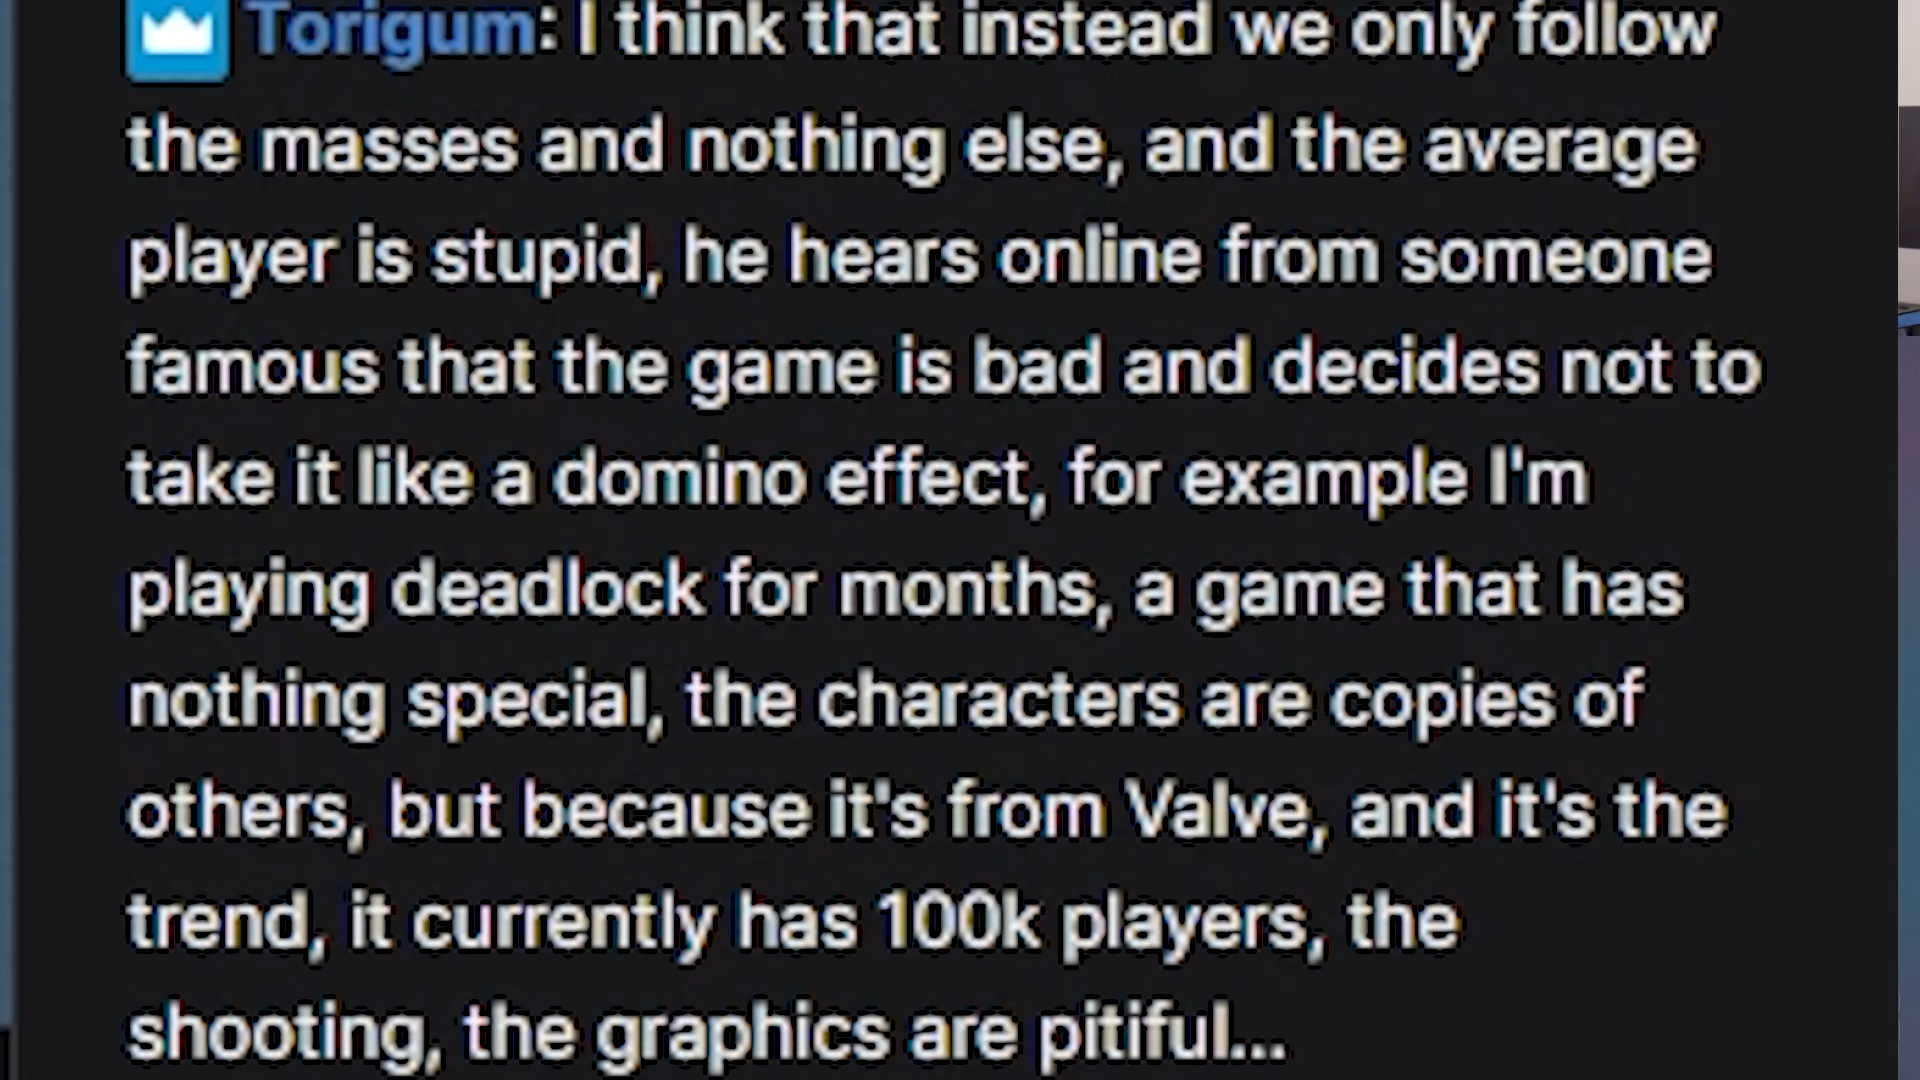 Torigum: I think that instead we only follow
the masses and nothing else, and the average
player is stupid, he hears online from someone
famous that the game is bad and decides not to
take it like a domino effect, for example I'm
playing deadlock for months, a game that has
nothing special, the characters are copies of
others, but because it's from Valve, and it's the
trend, it currently has 100k players, the
shooting, the graphics are pitiful...